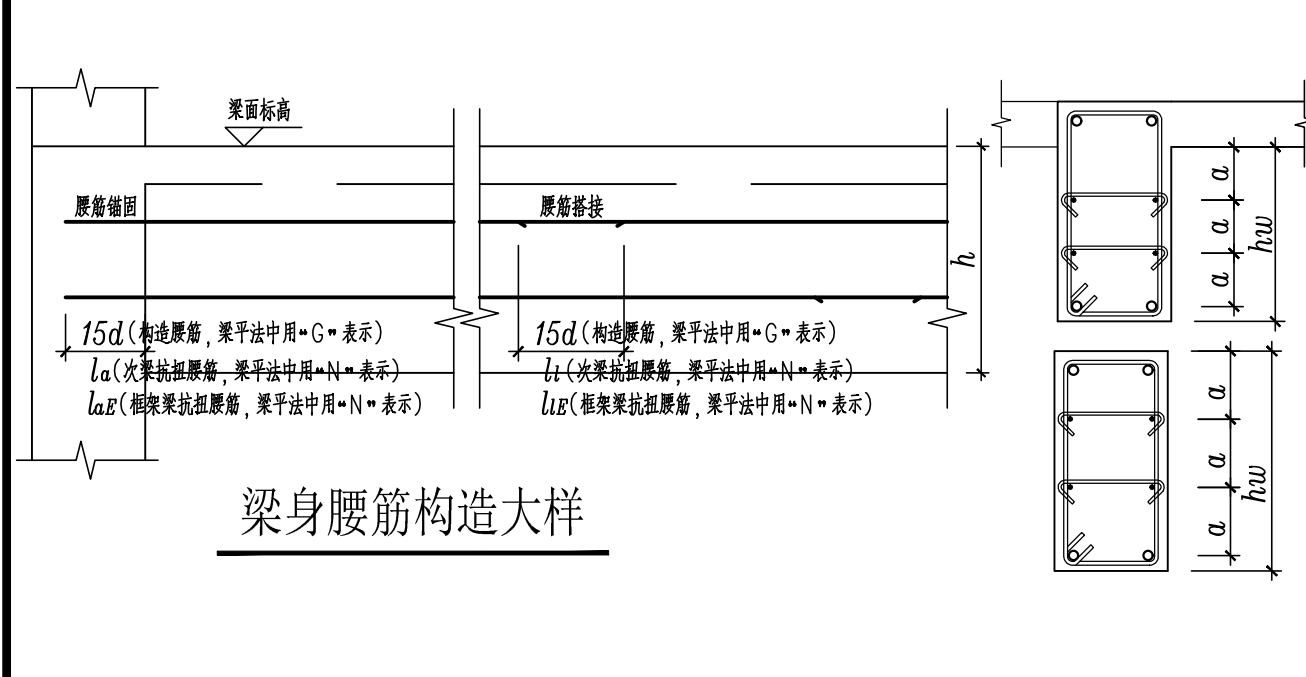 梁面标高
腰筋锚固
腰筋搭接
15d(构造腰筋,梁平法中用“G”表示)
la(次梁抗扭腰筋,梁平法中用“N”表示)
laE(框架梁抗扭腰筋,梁平法中用“N”表示)
15d(构造腰筋,梁平法中用“G”表示)
ll(次梁抗扭腰筋,梁平法中用“N”表示)
llE(框架梁抗扭腰筋,梁平法中用“N”表示)
h
a
a
a
hw
a
a
a
hw
梁身腰筋构造大样